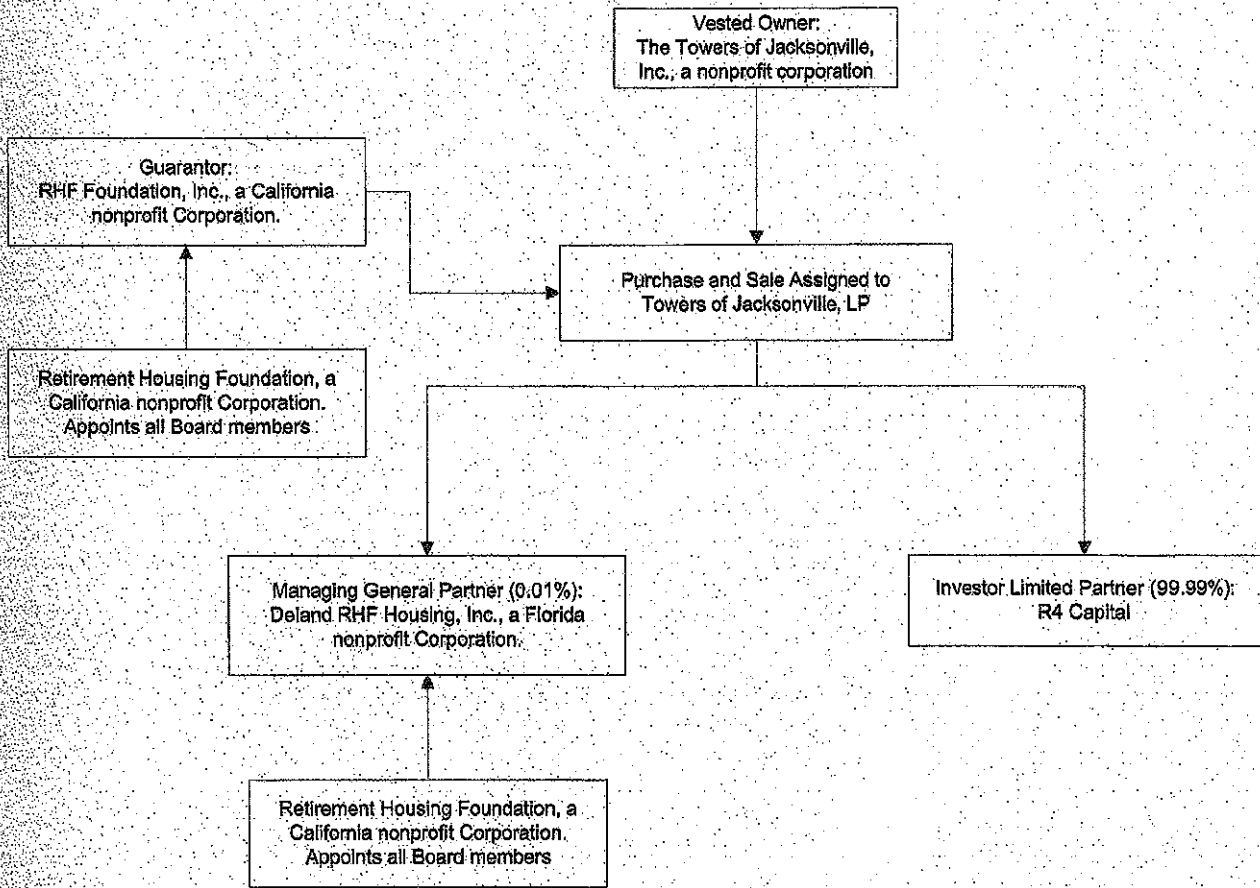 Vested Owner:
The Towers of Jacksonville,
Inc., a nonprofit corporation
Guarantor:
RHF Foundation, Inc., a California
nonprofit Corporation.
Purchase and Sale Assigned to
Towers of Jacksonville, LP
Retirement Housing Foundation, a
California nonprofit Corporation.
Appoints all Board members
Managing General Partner (0.01%):
Deland RHF Housing, Inc., a Florida
nonprofit Corporation.
Investor Limited Partner (99.99%):
R4 Capital
Retirement Housing Foundation, a
California nonprofit Corporation.
Appoints all Board members